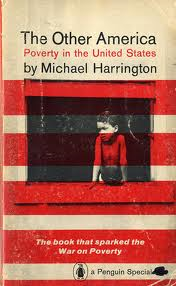 The Other America
Poverty in the United States
by Michael Harrington
The book that sparked the
War on Poverty
a Penguin Special